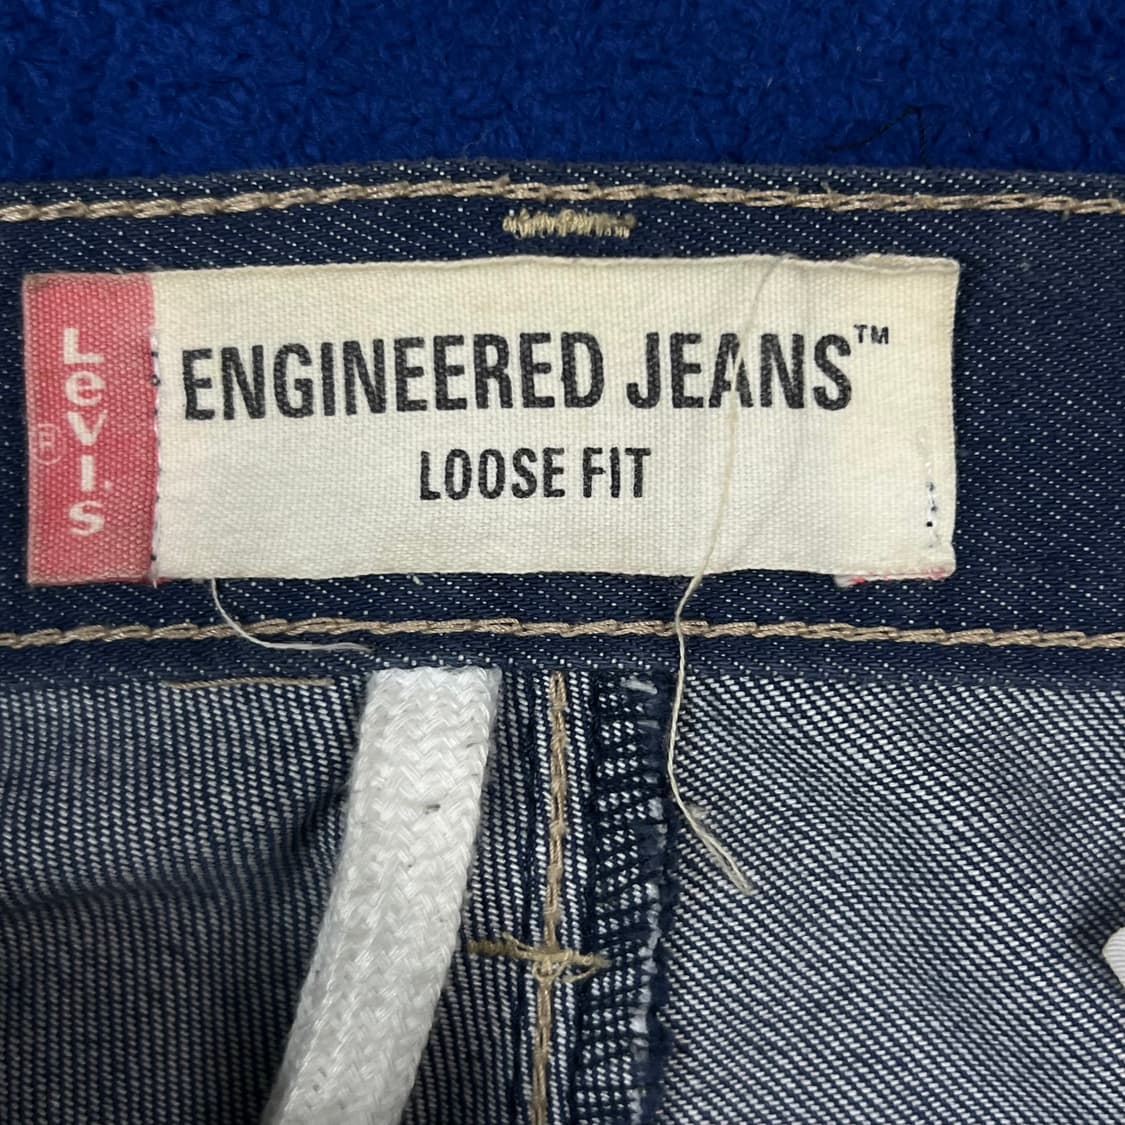 Levi's
®
ENGINEERED JEANS™
LOOSE FIT